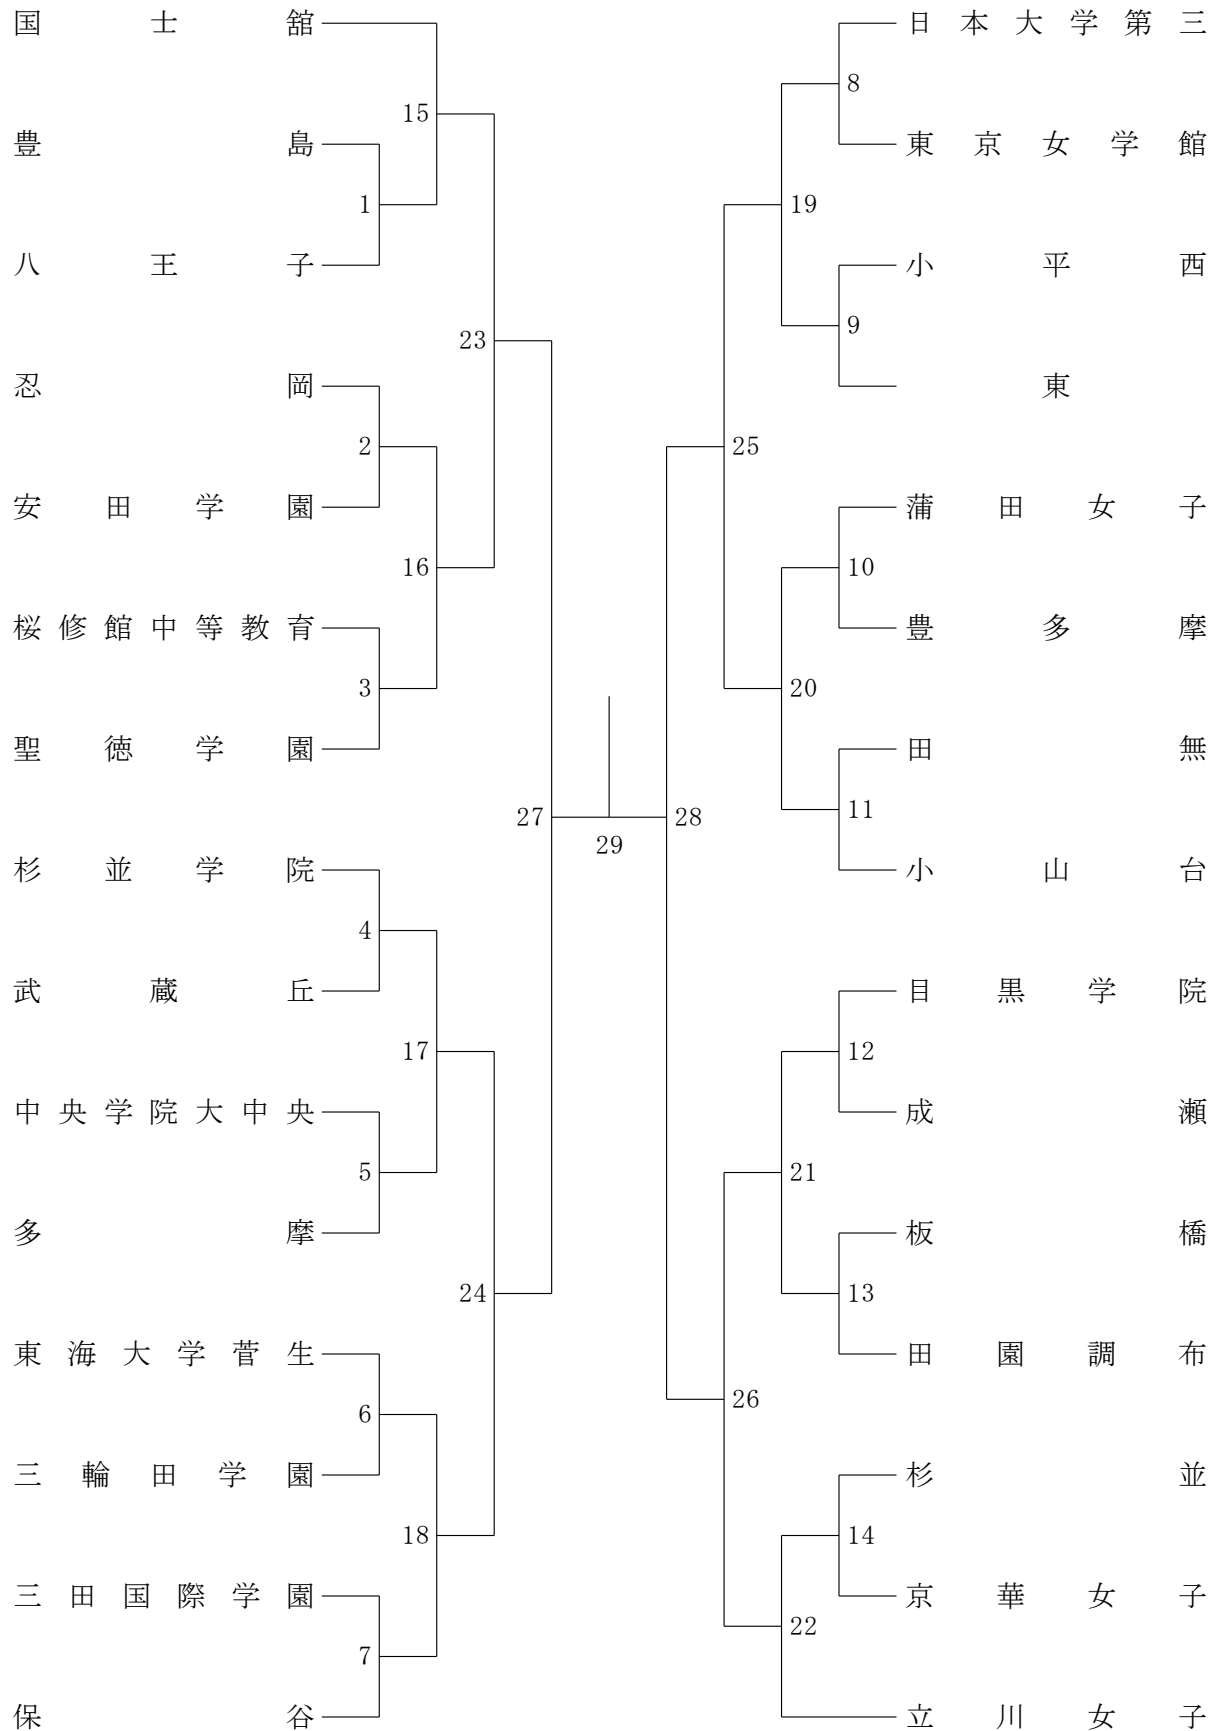 国士舘
15
豊島
1
八王子
23
忍岡
2
安田学園
16
桜修館中等教育
3
聖徳学園
27
杉並学院
4
武蔵丘
17
中央学院大中央
5
多摩
24
東海大学菅生
6
三輪田学園
18
三田国際学園
7
保谷
29
日本大学第三
8
東京女学館
19
小平西
9
東
25
蒲田女子
10
豊多摩
20
田無
11
小山台
28
目黒学院
12
成瀬
21
板橋
13
田園調布
26
杉並
14
京華女子
22
立川女子